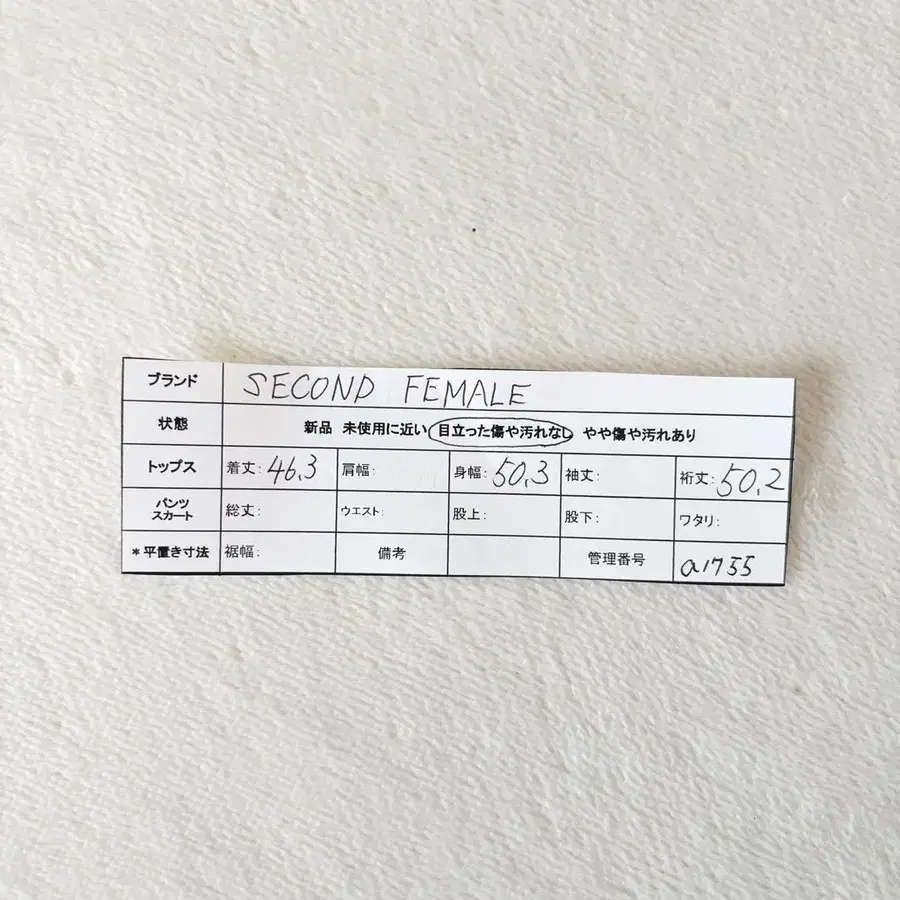 ブランド SECOND FEMALE
状態 新品 未使用に近い 目立った傷や汚れなし やや傷や汚れあり
トップス 着丈: 46.3 肩幅: 身幅: 50.3 袖丈: 裄丈: 50.2
パンツ スカート 総丈: ウエスト: 股上: 股下: ワタリ:
*平置き寸法 裾幅: 備考 管理番号 a1755